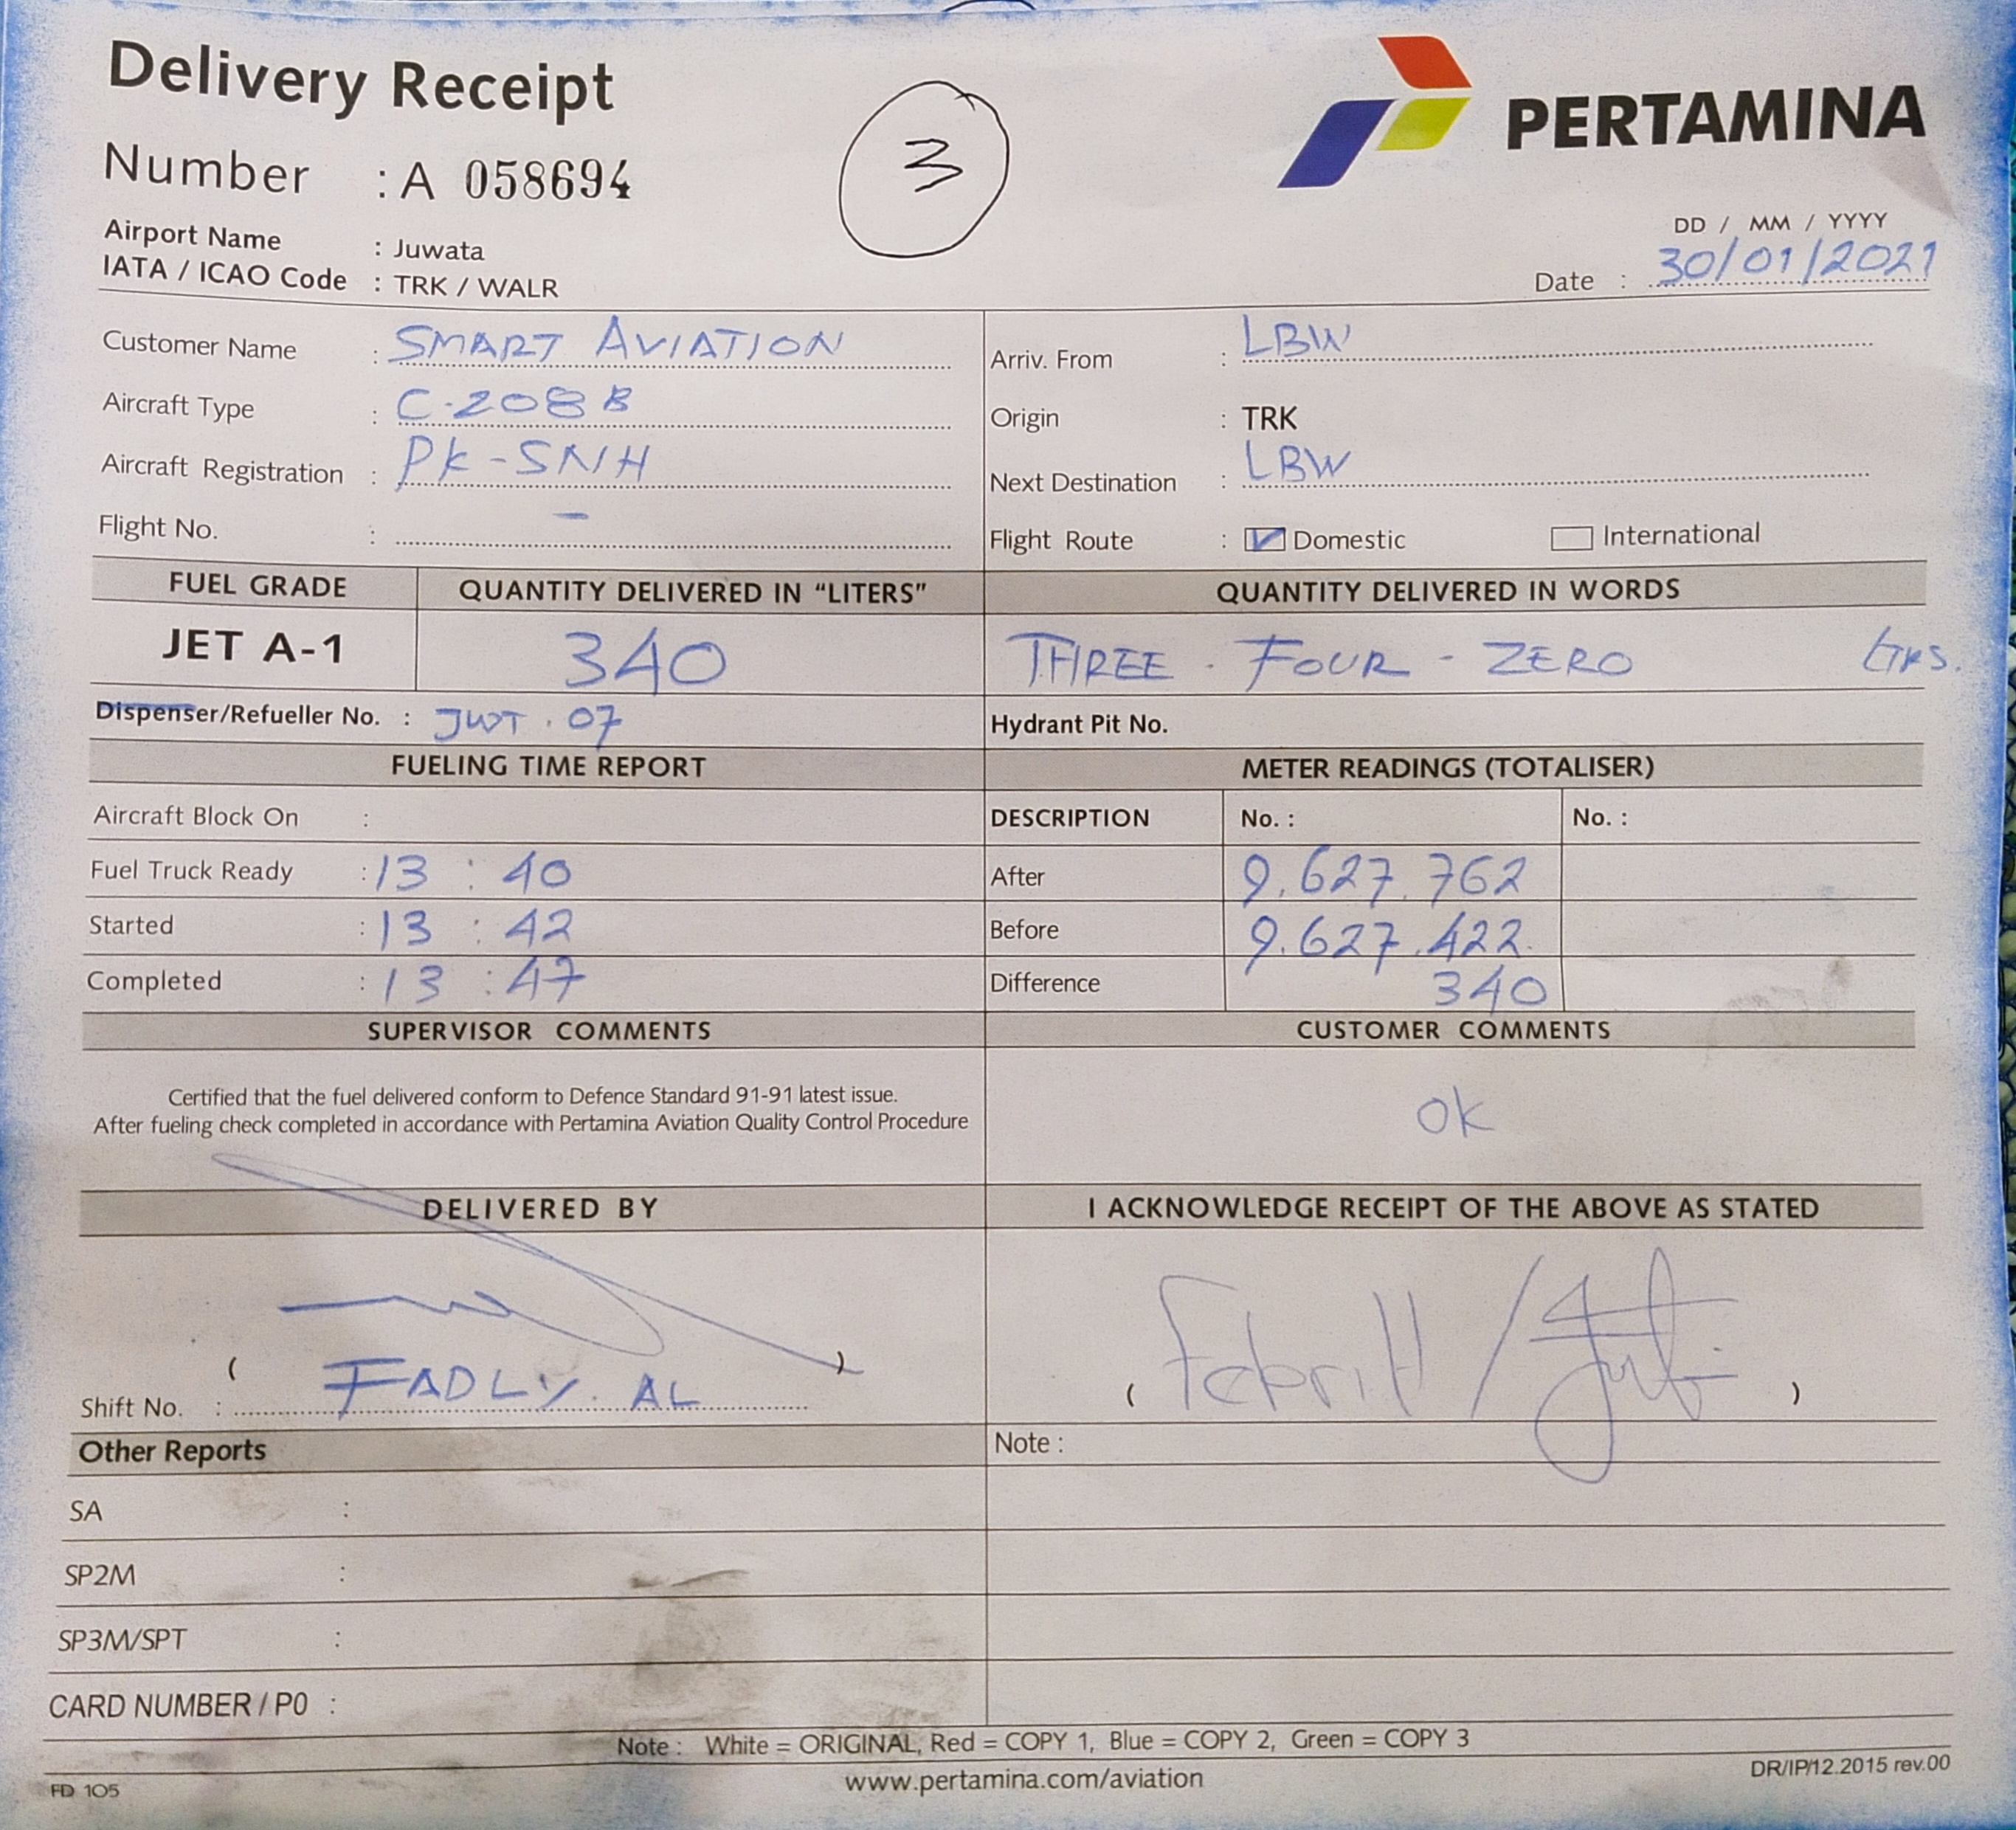 Delivery Receipt
3
PERTAMINA
Number : A 058694
Airport Name : Juwata
IATA / ICAO Code : TRK / WALR
DD / MM / YYYY
Date : 30/01/2021
Customer Name : SMART AVIATION
Aircraft Type : C-208 B
Aircraft Registration : PK-SNH
Flight No. : -
Arriv. From : LBW
Origin : TRK
Next Destination : LBW
Flight Route : Domestic International
FUEL GRADE QUANTITY DELIVERED IN “LITERS” QUANTITY DELIVERED IN WORDS
JET A-1 340 THREE - FOUR - ZERO Ltrs.
Dispenser/Refueller No. : JWT . 07 Hydrant Pit No.
FUELING TIME REPORT METER READINGS (TOTALISER)
Aircraft Block On : DESCRIPTION No. : No. :
Fuel Truck Ready : 13 : 40 After 9.627.762
Started : 13 : 42 Before 9.627.422
Completed : 13 : 47 Difference 340
SUPERVISOR COMMENTS CUSTOMER COMMENTS
Certified that the fuel delivered conform to Defence Standard 91-91 latest issue.
After fueling check completed in accordance with Pertamina Aviation Quality Control Procedure
OK
DELIVERED BY I ACKNOWLEDGE RECEIPT OF THE ABOVE AS STATED
( )
Shift No. : FADLY. AL
( / )
Other Reports Note :
SA :
SP2M :
SP3M/SPT :
CARD NUMBER / P0 :
Note : White = ORIGINAL, Red = COPY 1, Blue = COPY 2, Green = COPY 3
FD 105 www.pertamina.com/aviation DR/IP/12.2015 rev.00